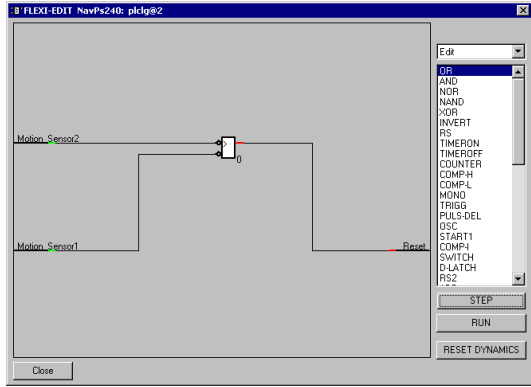 FLEXI-EDIT NavPs240: plclg@2
Edit
OR
AND
NOR
NAND
XOR
INVERT
RS
TIMERON
TIMEROFF
COUNTER
COMP-H
COMP-L
MONO
TRIGG
PULS-DEL
OSC
START1
COMP-I
SWITCH
D-LATCH
RS2
Motion_Sensor2
>
0
Motion_Sensor1
Reset
STEP
RUN
RESET DYNAMICS
Close